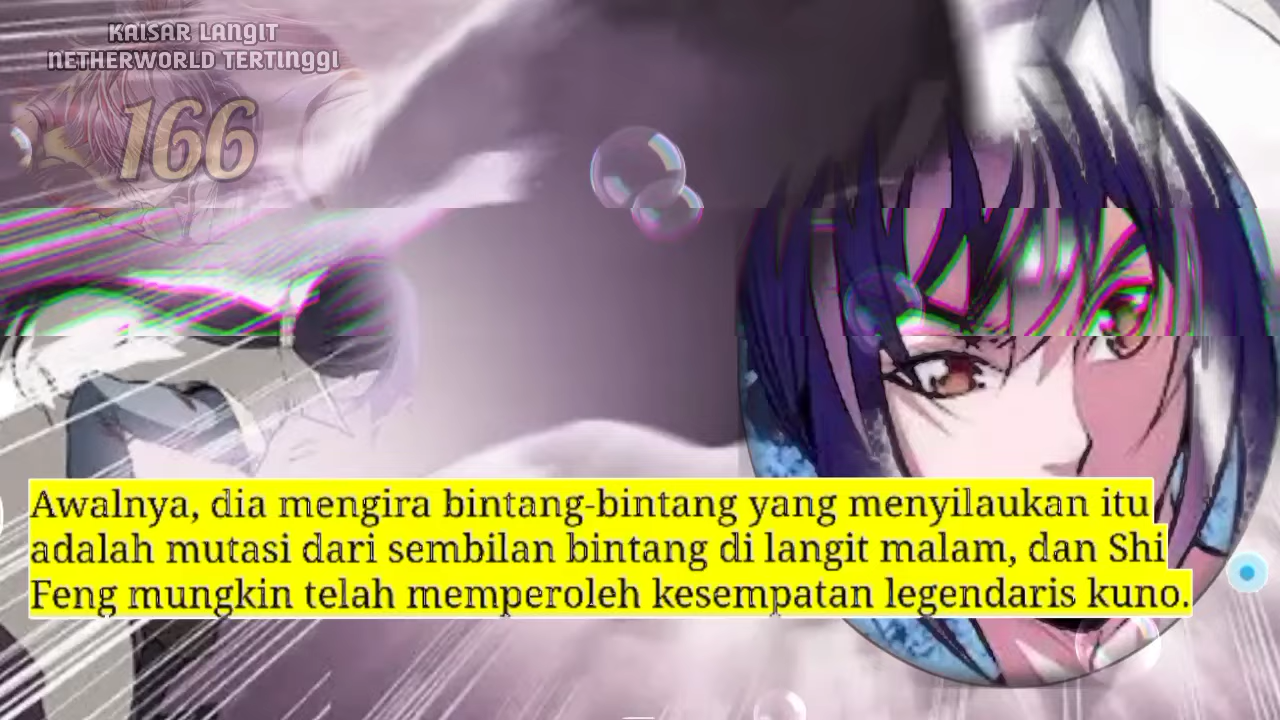 KAISAR LANGIT
NETHERWORLD TERTINGGI
166
Awalnya, dia mengira bintang-bintang yang menyilaukan itu
adalah mutasi dari sembilan bintang di langit malam, dan Shi
Feng mungkin telah memperoleh kesempatan legendaris kuno.